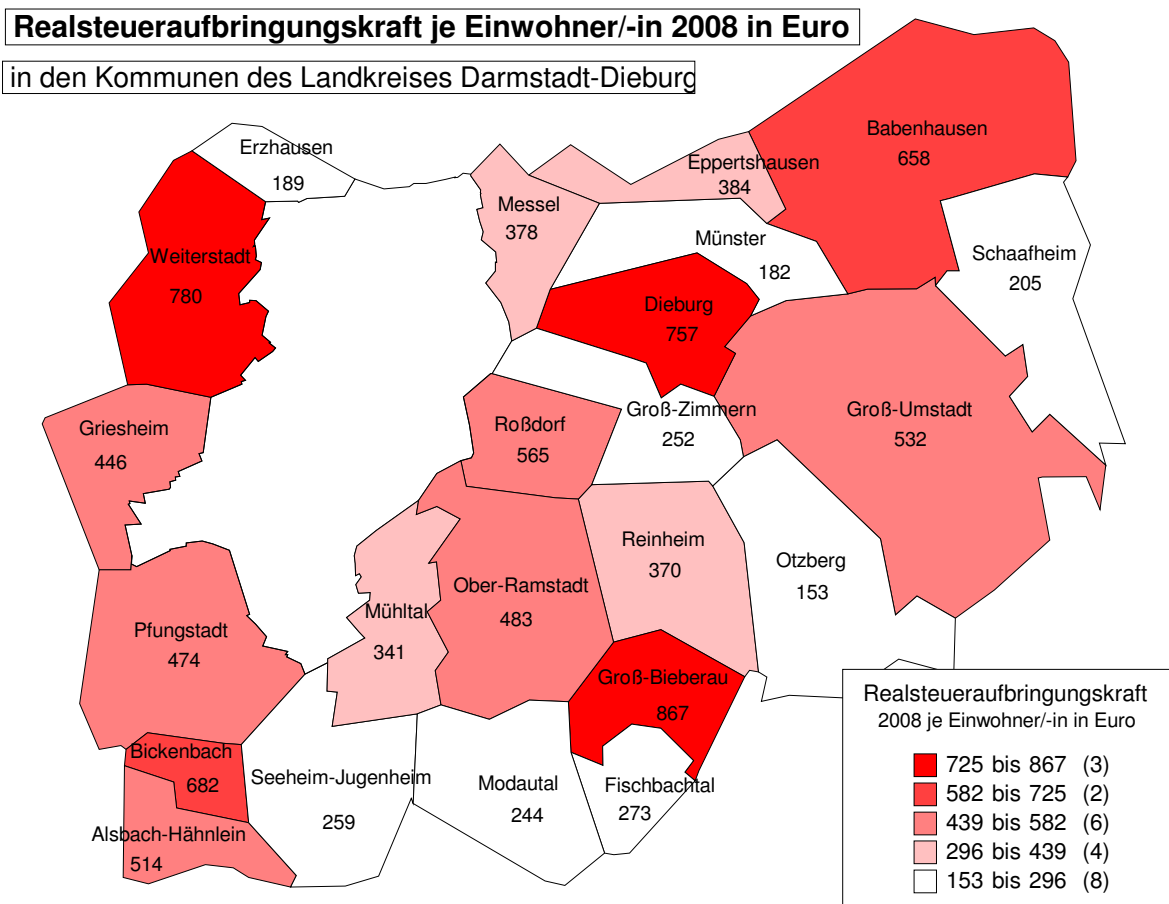 Realsteueraufbringungskraft je Einwohner/-in 2008 in Euro
in den Kommunen des Landkreises Darmstadt-Dieburg
Erzhausen
189
Babenhausen
658
Eppertshausen
384
Messel
378
Münster
182
Schaafheim
205
Weiterstadt
780
Dieburg
757
Griesheim
446
Roßdorf
565
Groß-Zimmern
252
Groß-Umstadt
532
Reinheim
370
Otzberg
153
Ober-Ramstadt
483
Mühltal
341
Pfungstadt
474
Groß-Bieberau
867
Bickenbach
682
Seeheim-Jugenheim
259
Modautal
244
Fischbachtal
273
Alsbach-Hähnlein
514
Realsteueraufbringungskraft
2008 je Einwohner/-in in Euro
725 bis 867 (3)
582 bis 725 (2)
439 bis 582 (6)
296 bis 439 (4)
153 bis 296 (8)